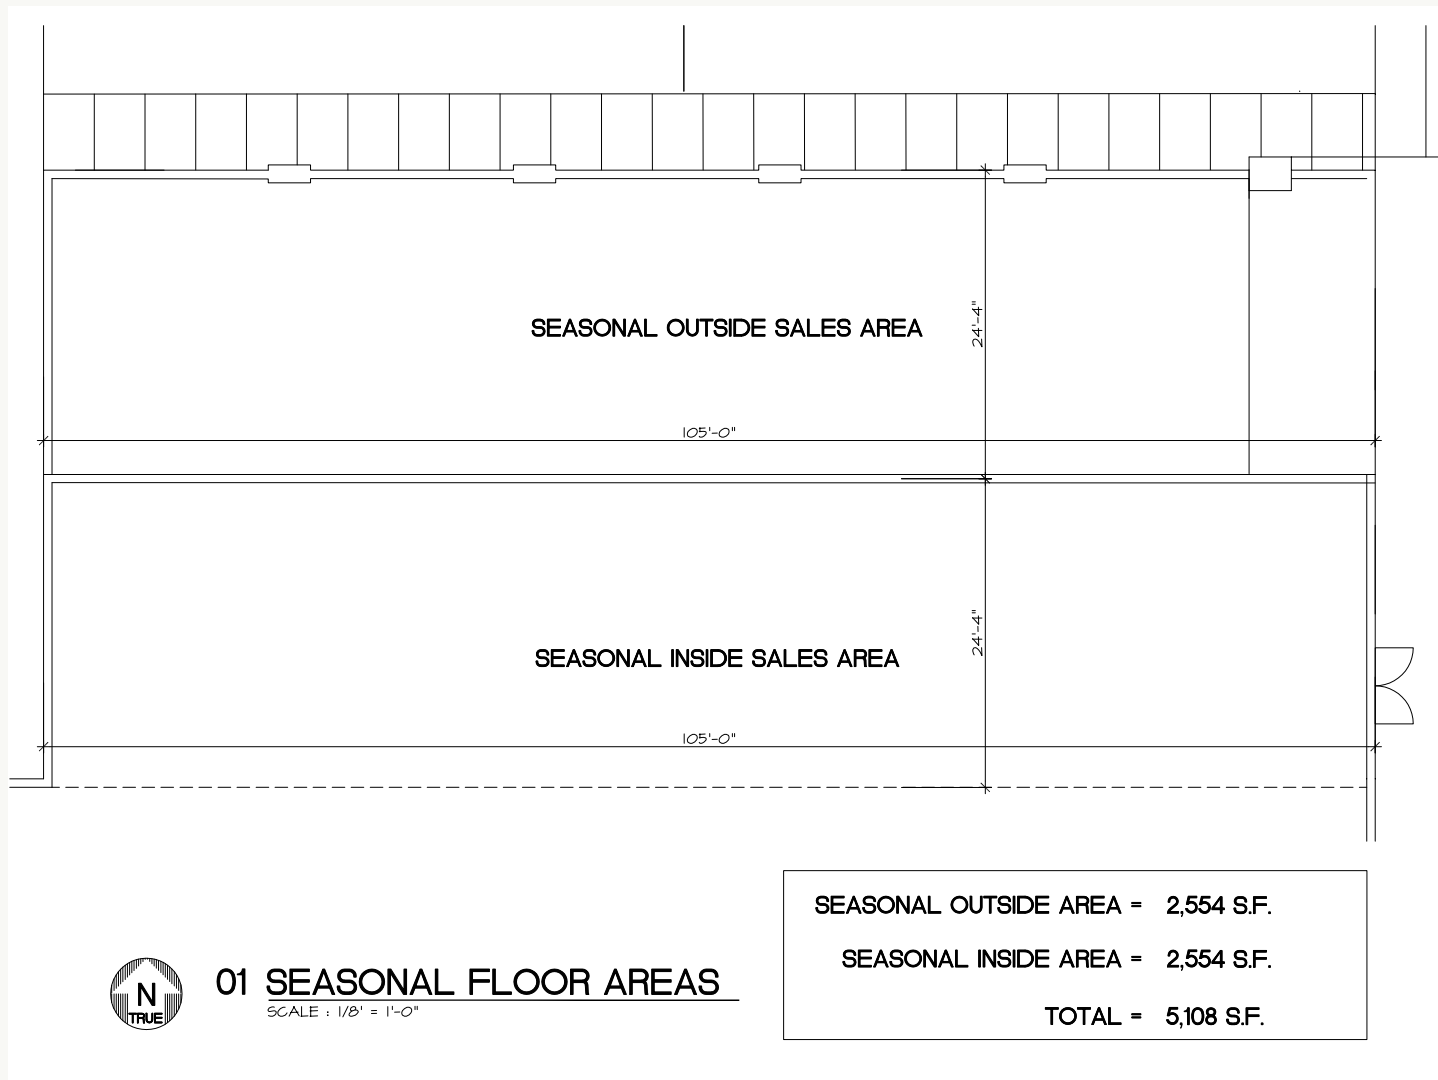 SEASONAL OUTSIDE SALES AREA
24'-4"
105'-0"
SEASONAL INSIDE SALES AREA
24'-4"
105'-0"
SEASONAL OUTSIDE AREA = 2,554 S.F.
SEASONAL INSIDE AREA = 2,554 S.F.
TOTAL = 5,108 S.F.
N
TRUE
01 SEASONAL FLOOR AREAS
SCALE : 1/8' = 1'-0"